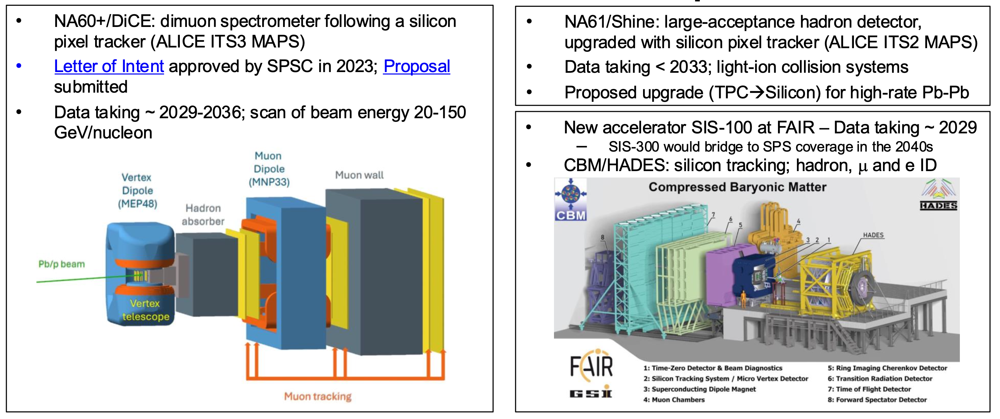 • NA60+/DiCE: dimuon spectrometer following a silicon
pixel tracker (ALICE ITS3 MAPS)
• Letter of Intent approved by SPSC in 2023; Proposal
submitted
• Data taking ~ 2029-2036; scan of beam energy 20-150
GeV/nucleon
Muon
Dipole
(MNP33)
Muon wall
Vertex
Dipole
(MEP48)
Hadron
absorber
Pb/p beam
Vertex
telescope
Muon tracking
• NA61/Shine: large-acceptance hadron detector,
upgraded with silicon pixel tracker (ALICE ITS2 MAPS)
• Data taking < 2033; light-ion collision systems
• Proposed upgrade (TPC→Silicon) for high-rate Pb-Pb
• New accelerator SIS-100 at FAIR – Data taking ~ 2029
– SIS-300 would bridge to SPS coverage in the 2040s
• CBM/HADES: silicon tracking; hadron, μ and e ID
Compressed Baryonic Matter
CBM
HADES
7
6
5
4
8
3 2 1
HADES
FAIR
GSI
1: Time-Zero Detector & Beam Diagnostics
2: Silicon Tracking System / Micro Vertex Detector
3: Superconducting Dipole Magnet
4: Muon Chambers
5: Ring Imaging Cherenkov Detector
6: Transition Radiation Detector
7: Time of Flight Detector
8: Forward Spectator Detector